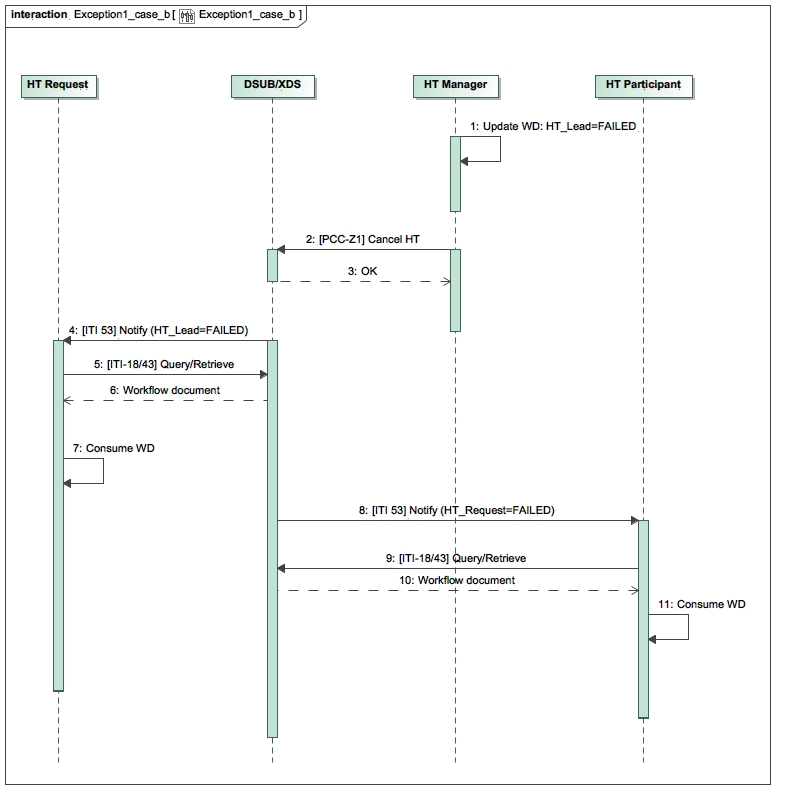 interaction Exception1_case_b [ Exception1_case_b ]
HT Request
DSUB/XDS
HT Manager
HT Participant
1: Update WD: HT_Lead=FAILED
2: [PCC-Z1] Cancel HT
3: OK
4: [ITI 53] Notify (HT_Lead=FAILED)
5: [ITI-18/43] Query/Retrieve
6: Workflow document
7: Consume WD
8: [ITI 53] Notify (HT_Request=FAILED)
9: [ITI-18/43] Query/Retrieve
10: Workflow document
11: Consume WD